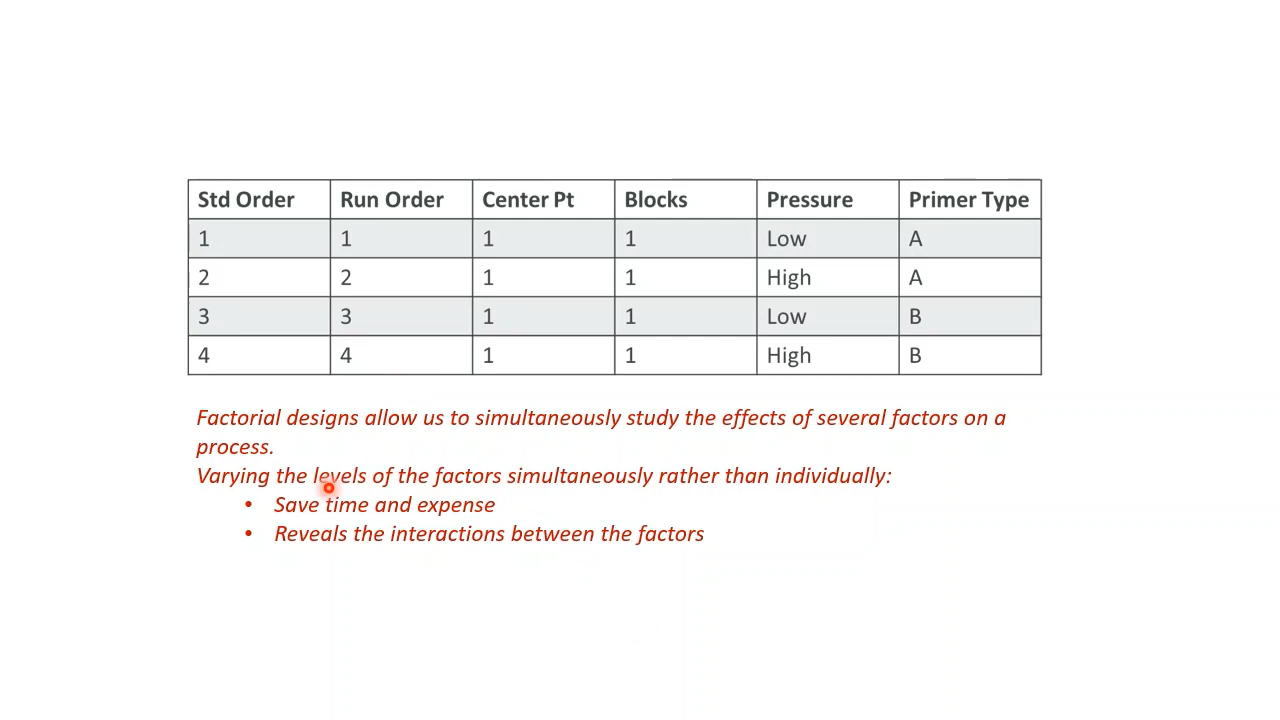 Std Order Run Order Center Pt Blocks Pressure Primer Type
1 1 1 1 Low A
2 2 1 1 High A
3 3 1 1 Low B
4 4 1 1 High B
Factorial designs allow us to simultaneously study the effects of several factors on a
process.
Varying the levels of the factors simultaneously rather than individually:
• Save time and expense
• Reveals the interactions between the factors